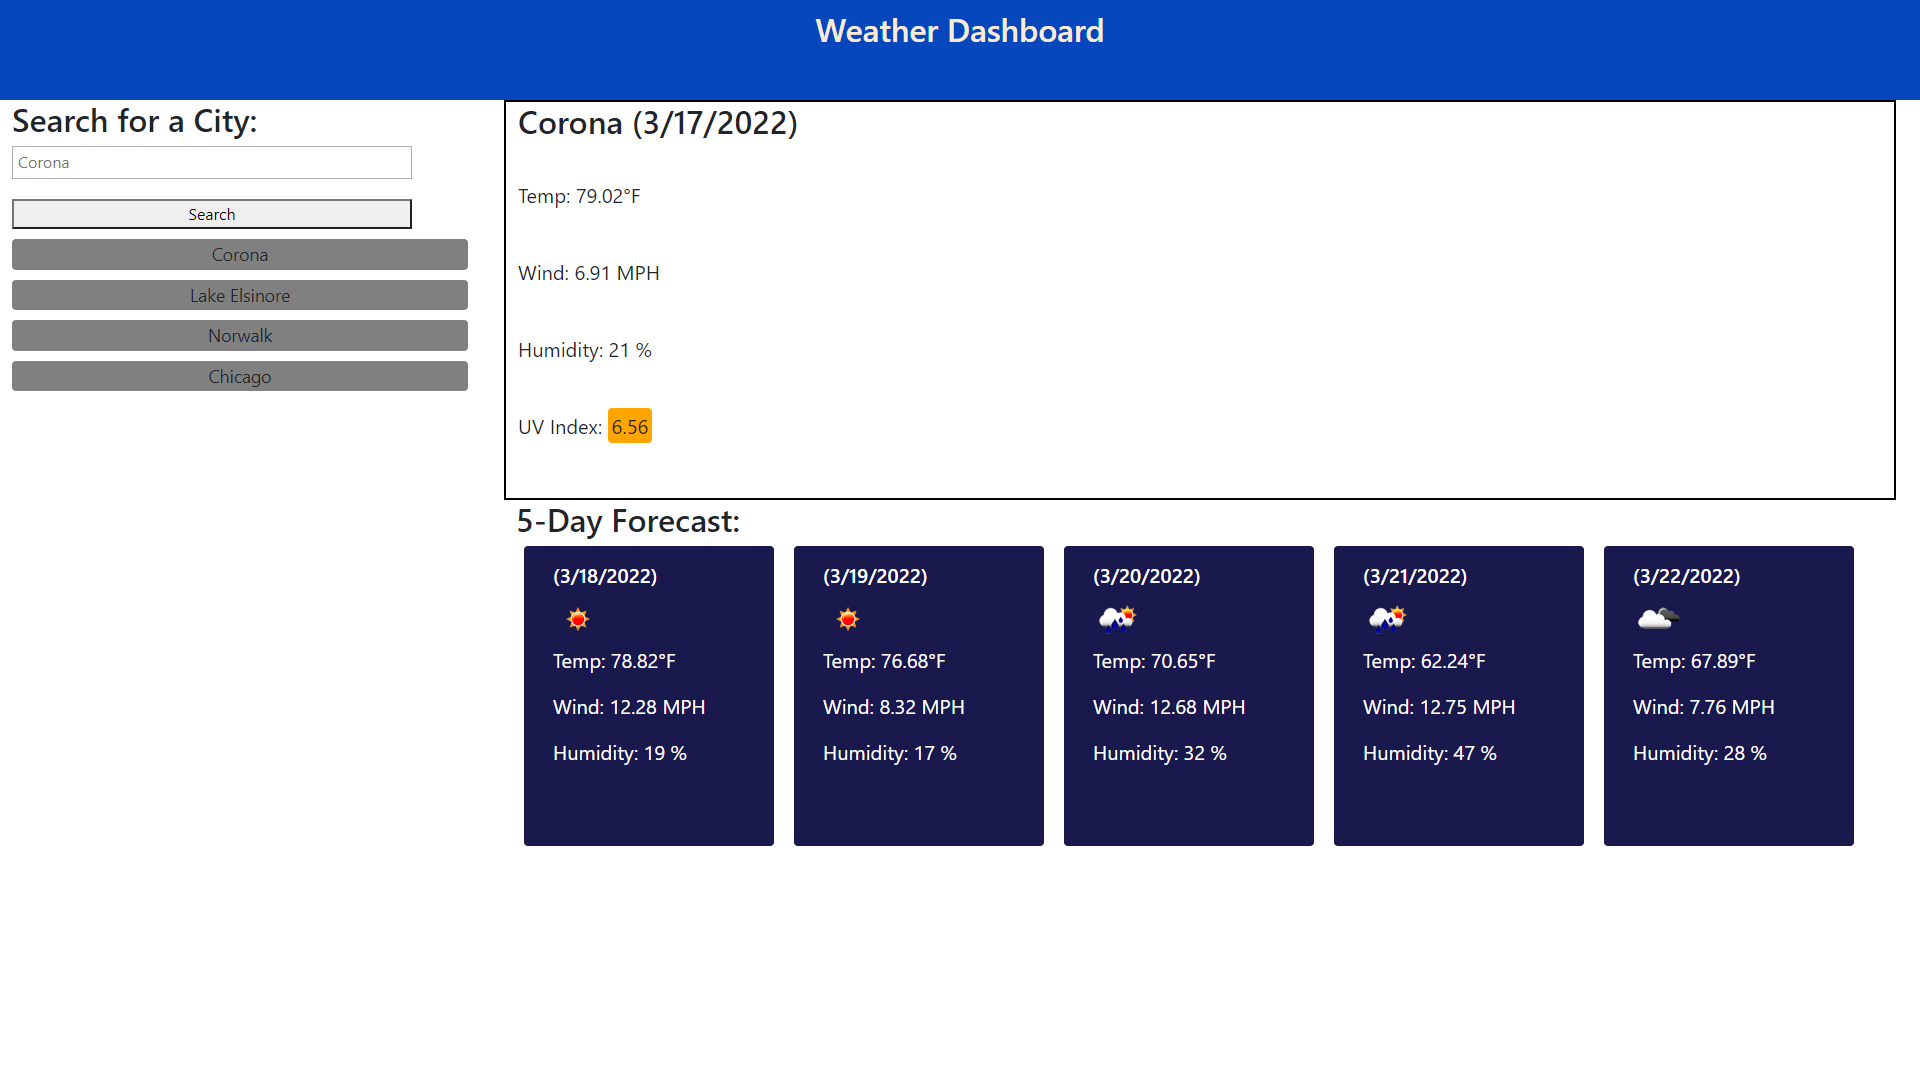 Weather Dashboard
Search for a City:
Corona
Search
Corona
Lake Elsinore
Norwalk
Chicago
Corona (3/17/2022)
Temp: 79.02°F
Wind: 6.91 MPH
Humidity: 21 %
UV Index: 6.56
5-Day Forecast:
(3/18/2022)
Temp: 78.82°F
Wind: 12.28 MPH
Humidity: 19 %
(3/19/2022)
Temp: 76.68°F
Wind: 8.32 MPH
Humidity: 17 %
(3/20/2022)
Temp: 70.65°F
Wind: 12.68 MPH
Humidity: 32 %
(3/21/2022)
Temp: 62.24°F
Wind: 12.75 MPH
Humidity: 47 %
(3/22/2022)
Temp: 67.89°F
Wind: 7.76 MPH
Humidity: 28 %